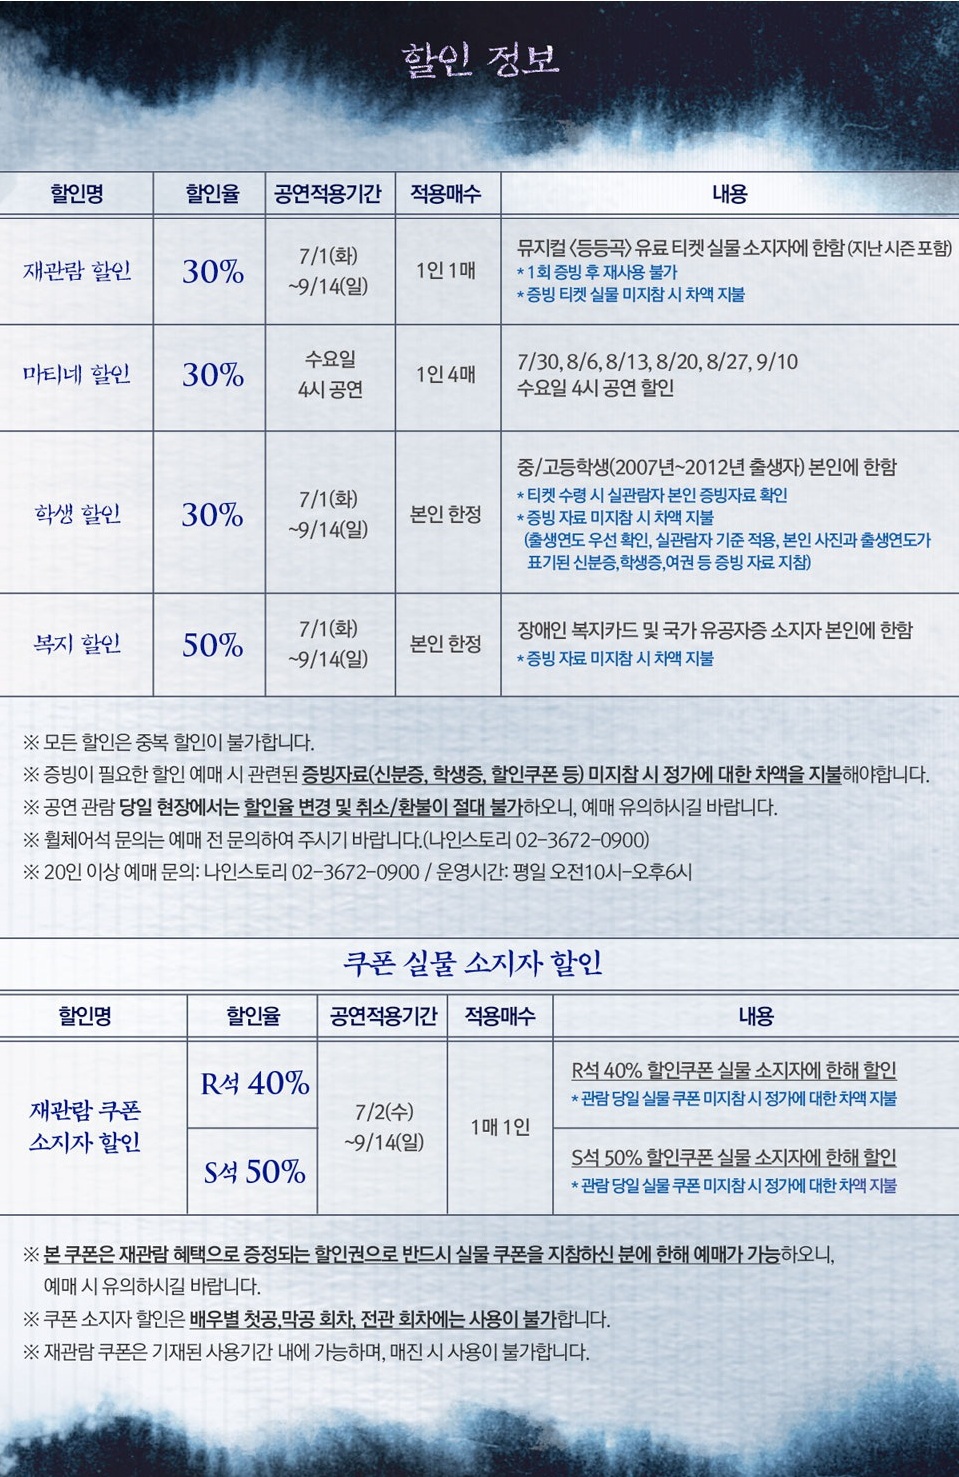 할인 정보
할인명 할인율 공연적용기간 적용매수 내용
재관람 할인 30% 7/1(화) ~9/14(일) 1인 1매 뮤지컬 〈등등곡〉 유료 티켓 실물 소지자에 한함 (지난 시즌 포함)
* 1회 증빙 후 재사용 불가
* 증빙 티켓 실물 미지참 시 차액 지불
마티네 할인 30% 수요일 4시 공연 1인 4매 7/30, 8/6, 8/13, 8/20, 8/27, 9/10
수요일 4시 공연 할인
학생 할인 30% 7/1(화) ~9/14(일) 본인 한정 중/고등학생(2007년~2012년 출생자) 본인에 한함
* 티켓 수령 시 실관람자 본인 증빙자료 확인
* 증빙 자료 미지참 시 차액 지불
(출생연도 우선 확인, 실관람자 기준 적용, 본인 사진과 출생연도가
표기된 신분증,학생증,여권 등 증빙 자료 지참)
복지 할인 50% 7/1(화) ~9/14(일) 본인 한정 장애인 복지카드 및 국가 유공자증 소지자 본인에 한함
* 증빙 자료 미지참 시 차액 지불
※ 모든 할인은 중복 할인이 불가합니다.
※ 증빙이 필요한 할인 예매 시 관련된 증빙자료(신분증, 학생증, 할인쿠폰 등) 미지참 시 정가에 대한 차액을 지불해야합니다.
※ 공연 관람 당일 현장에서는 할인율 변경 및 취소/환불이 절대 불가하오니, 예매 유의하시길 바랍니다.
※ 휠체어석 문의는 예매 전 문의하여 주시기 바랍니다.(나인스토리 02-3672-0900)
※ 20인 이상 예매 문의: 나인스토리 02-3672-0900 / 운영시간: 평일 오전10시-오후6시
쿠폰 실물 소지자 할인
할인명 할인율 공연적용기간 적용매수 내용
재관람 쿠폰
소지자 할인
R석 40% 7/2(수) ~9/14(일) 1매 1인 R석 40% 할인쿠폰 실물 소지자에 한해 할인
* 관람 당일 실물 쿠폰 미지참 시 정가에 대한 차액 지불
S석 50% S석 50% 할인쿠폰 실물 소지자에 한해 할인
* 관람 당일 실물 쿠폰 미지참 시 정가에 대한 차액 지불
※ 본 쿠폰은 재관람 혜택으로 증정되는 할인권으로 반드시 실물 쿠폰을 지참하신 분에 한해 예매가 가능하오니,
예매 시 유의하시길 바랍니다.
※ 쿠폰 소지자 할인은 배우별 첫공,막공 회차, 전관 회차에는 사용이 불가합니다.
※ 재관람 쿠폰은 기재된 사용기간 내에 가능하며, 매진 시 사용이 불가합니다.